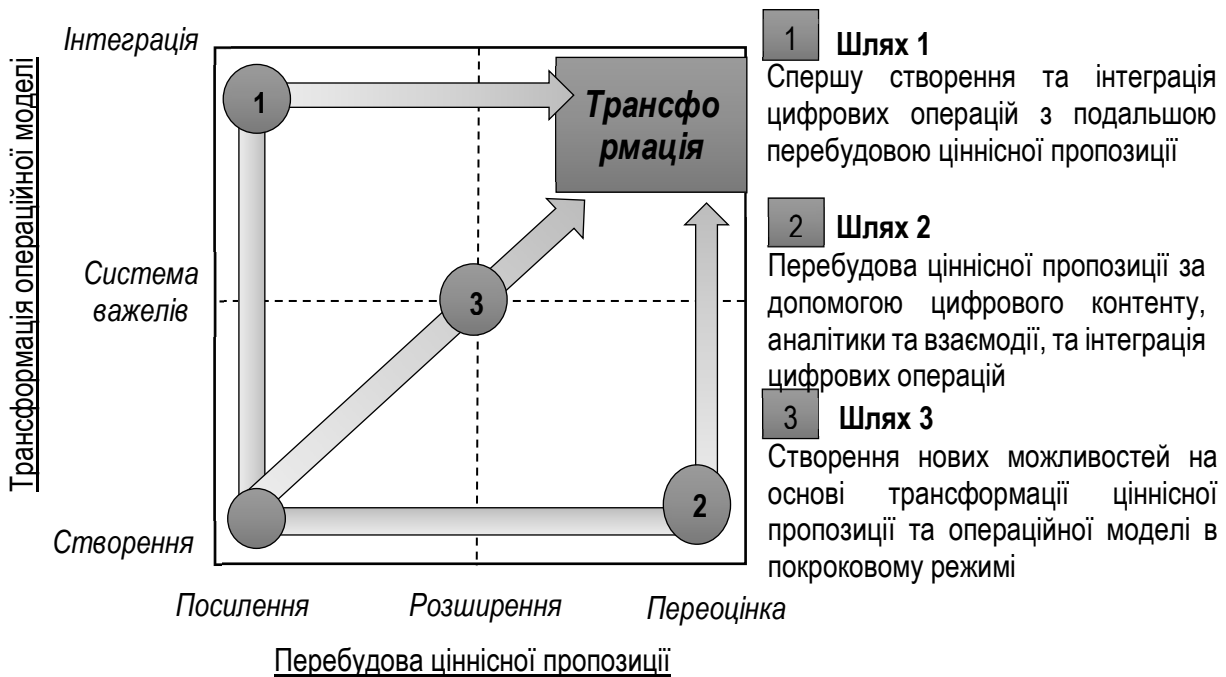 Трансформація операційної моделі
Інтеграція
Система
важелів
Створення
1
Трансфо
рмація
3
2
Посилення
Розширення
Переоцінка
Перебудова ціннісної пропозиції
1 Шлях 1
Спершу створення та інтеграція
цифрових операцій з подальшою
перебудовою ціннісної пропозиції
2 Шлях 2
Перебудова ціннісної пропозиції за
допомогою цифрового контенту,
аналітики та взаємодії, та інтеграція
цифрових операцій
3 Шлях 3
Створення нових можливостей на
основі трансформації ціннісної
пропозиції та операційної моделі в
покроковому режимі